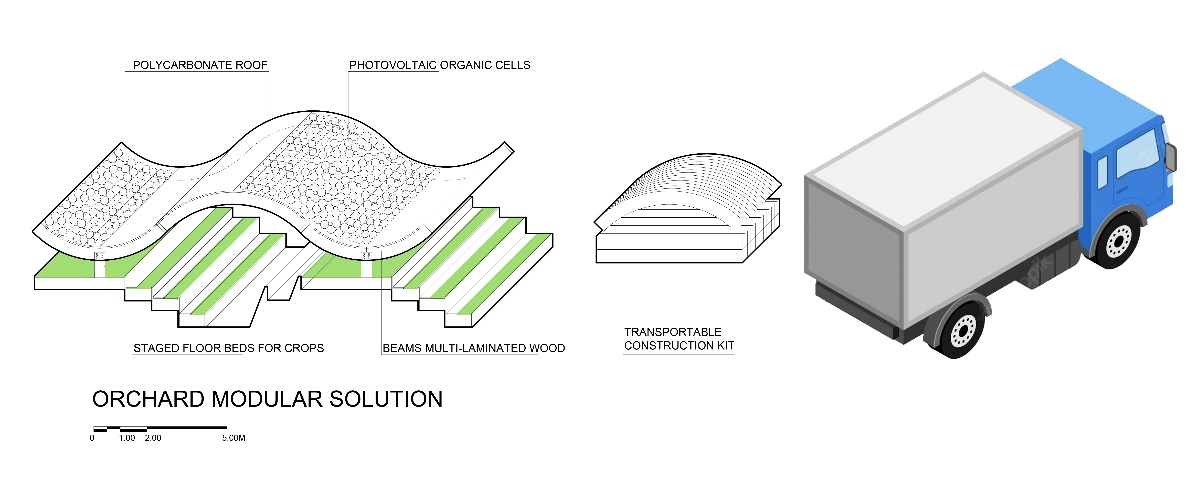 POLYCARBONATE ROOF
PHOTOVOLTAIC ORGANIC CELLS
STAGED FLOOR BEDS FOR CROPS
BEAMS MULTI-LAMINATED WOOD
TRANSPORTABLE
CONSTRUCTION KIT
ORCHARD MODULAR SOLUTION
0 1.00 2.00 5.00M